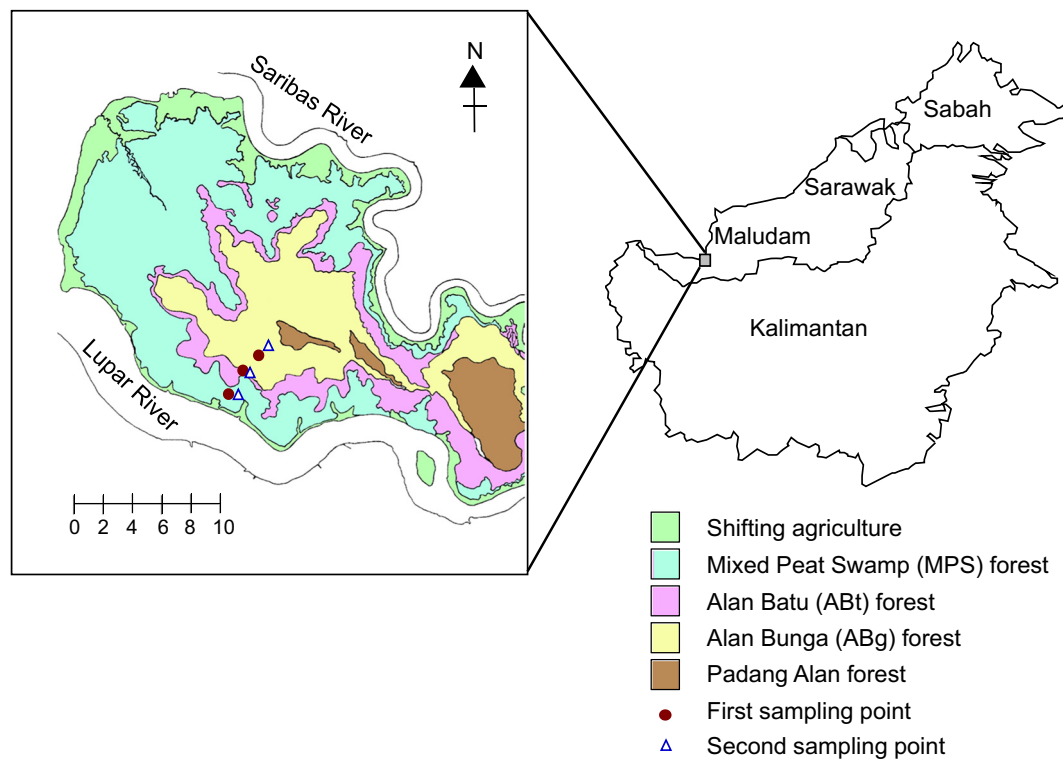 N
Saribas River
Lupar River
0 2 4 6 8 10
Sabah
Sarawak
Maludam
Kalimantan
Shifting agriculture
Mixed Peat Swamp (MPS) forest
Alan Batu (ABt) forest
Alan Bunga (ABg) forest
Padang Alan forest
First sampling point
Second sampling point